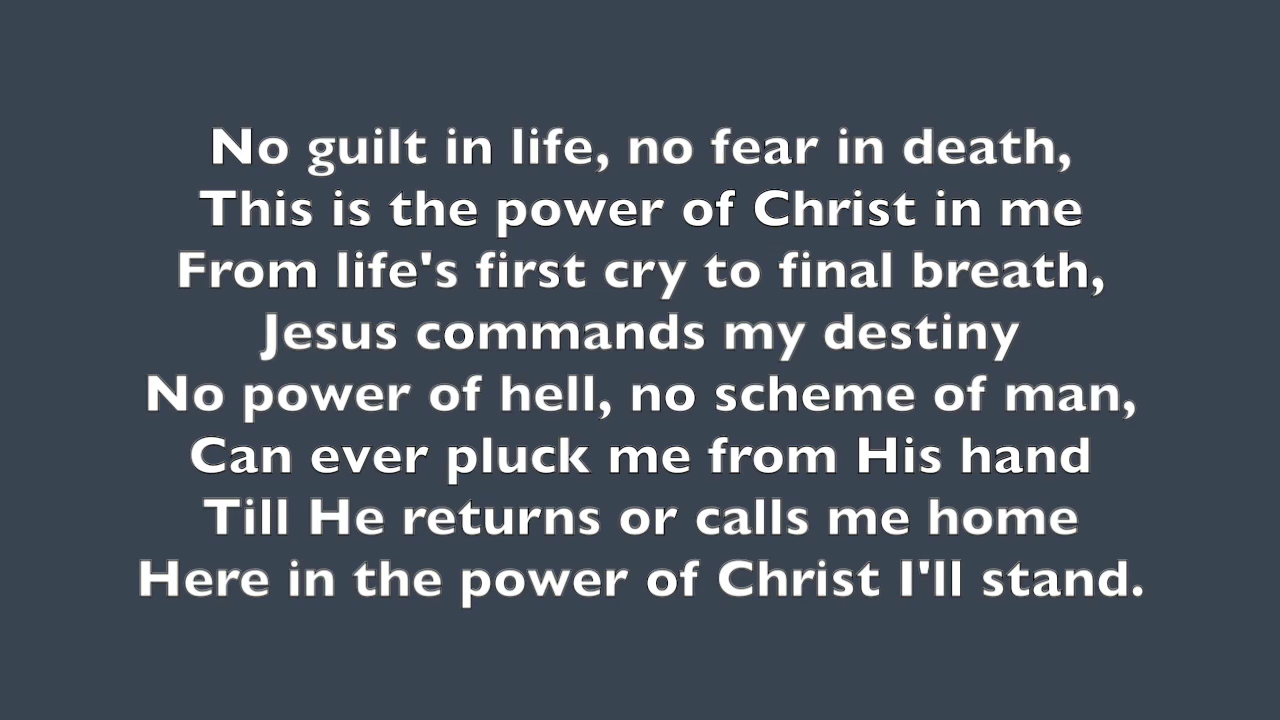 No guilt in life, no fear in death,
This is the power of Christ in me
From life's first cry to final breath,
Jesus commands my destiny
No power of hell, no scheme of man,
Can ever pluck me from His hand
Till He returns or calls me home
Here in the power of Christ I'll stand.